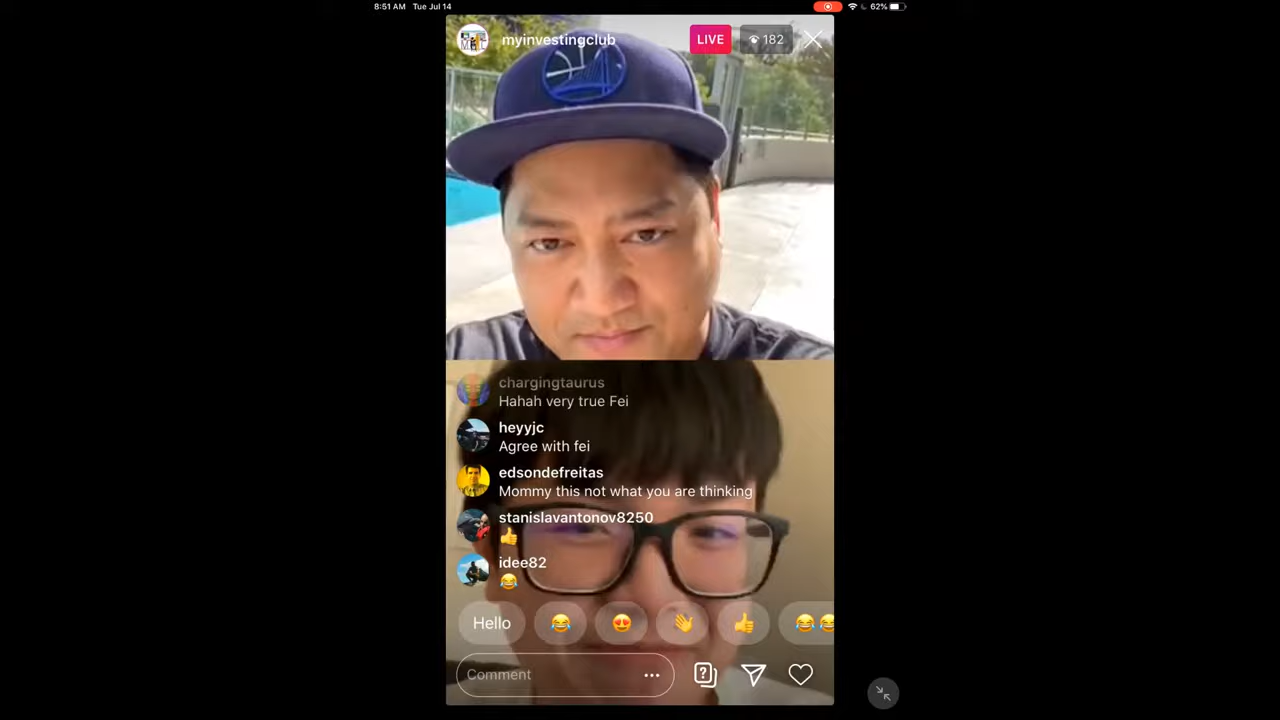 8:51 AM Tue Jul 14
62%
myinvestingclub
LIVE
182
chargingtaurus
Hahah very true Fei
heyyjc
Agree with fei
edsondefreitas
Mommy this not what you are thinking
stanislavantonov8250
👍
idee82
😂
Hello 😂 😍 👋 👍 😂😂
Comment